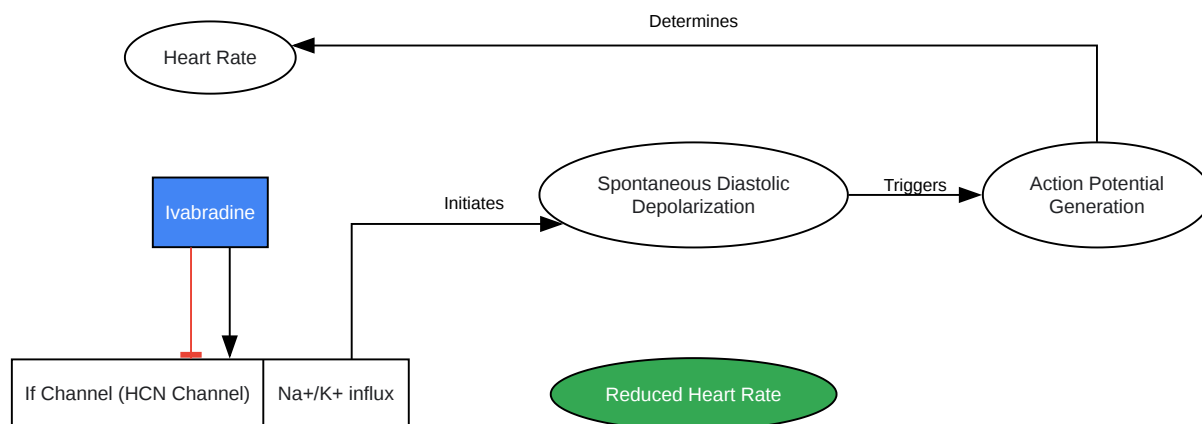 Determines
Heart Rate
Spontaneous Diastolic
Depolarization
Action Potential
Generation
Triggers
Initiates
Ivabradine
If Channel (HCN Channel)
Na+/K+ influx
Reduced Heart Rate